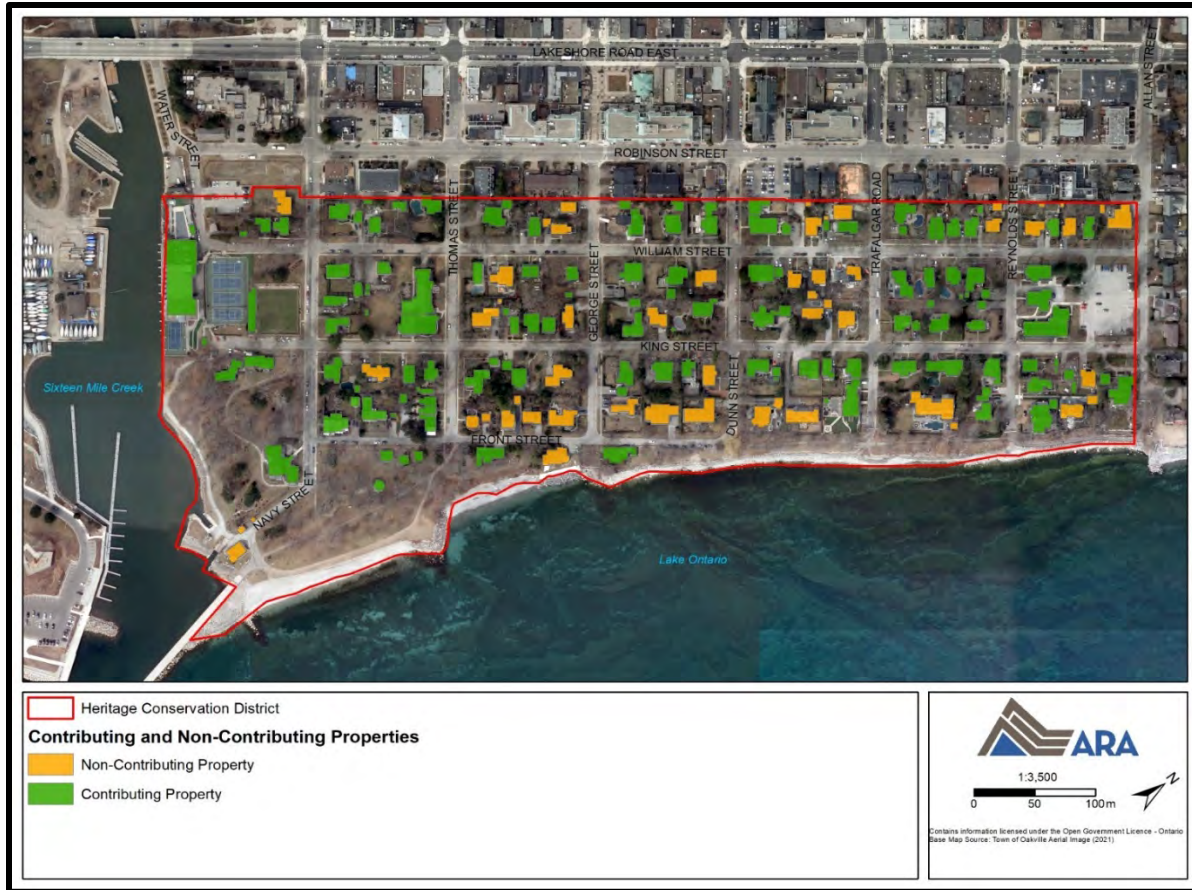 LAKESHORE ROAD EAST
WATER STREET
ALLAN STREET
ROBINSON STREET
THOMAS STREET
GEORGE STREET
WILLIAM STREET
TRAFALGAR ROAD
REYNOLDS STREET
KING STREET
DUNN STREET
Sixteen Mile Creek
FRONT STREET
NAVY STREET
Lake Ontario
Heritage Conservation District
Contributing and Non-Contributing Properties
Non-Contributing Property
Contributing Property
ARA
1:3,500
0 50 100m
N
Contains information licensed under the Open Government Licence - Ontario
Base Map Source: Town of Oakville Aerial Image (2021)